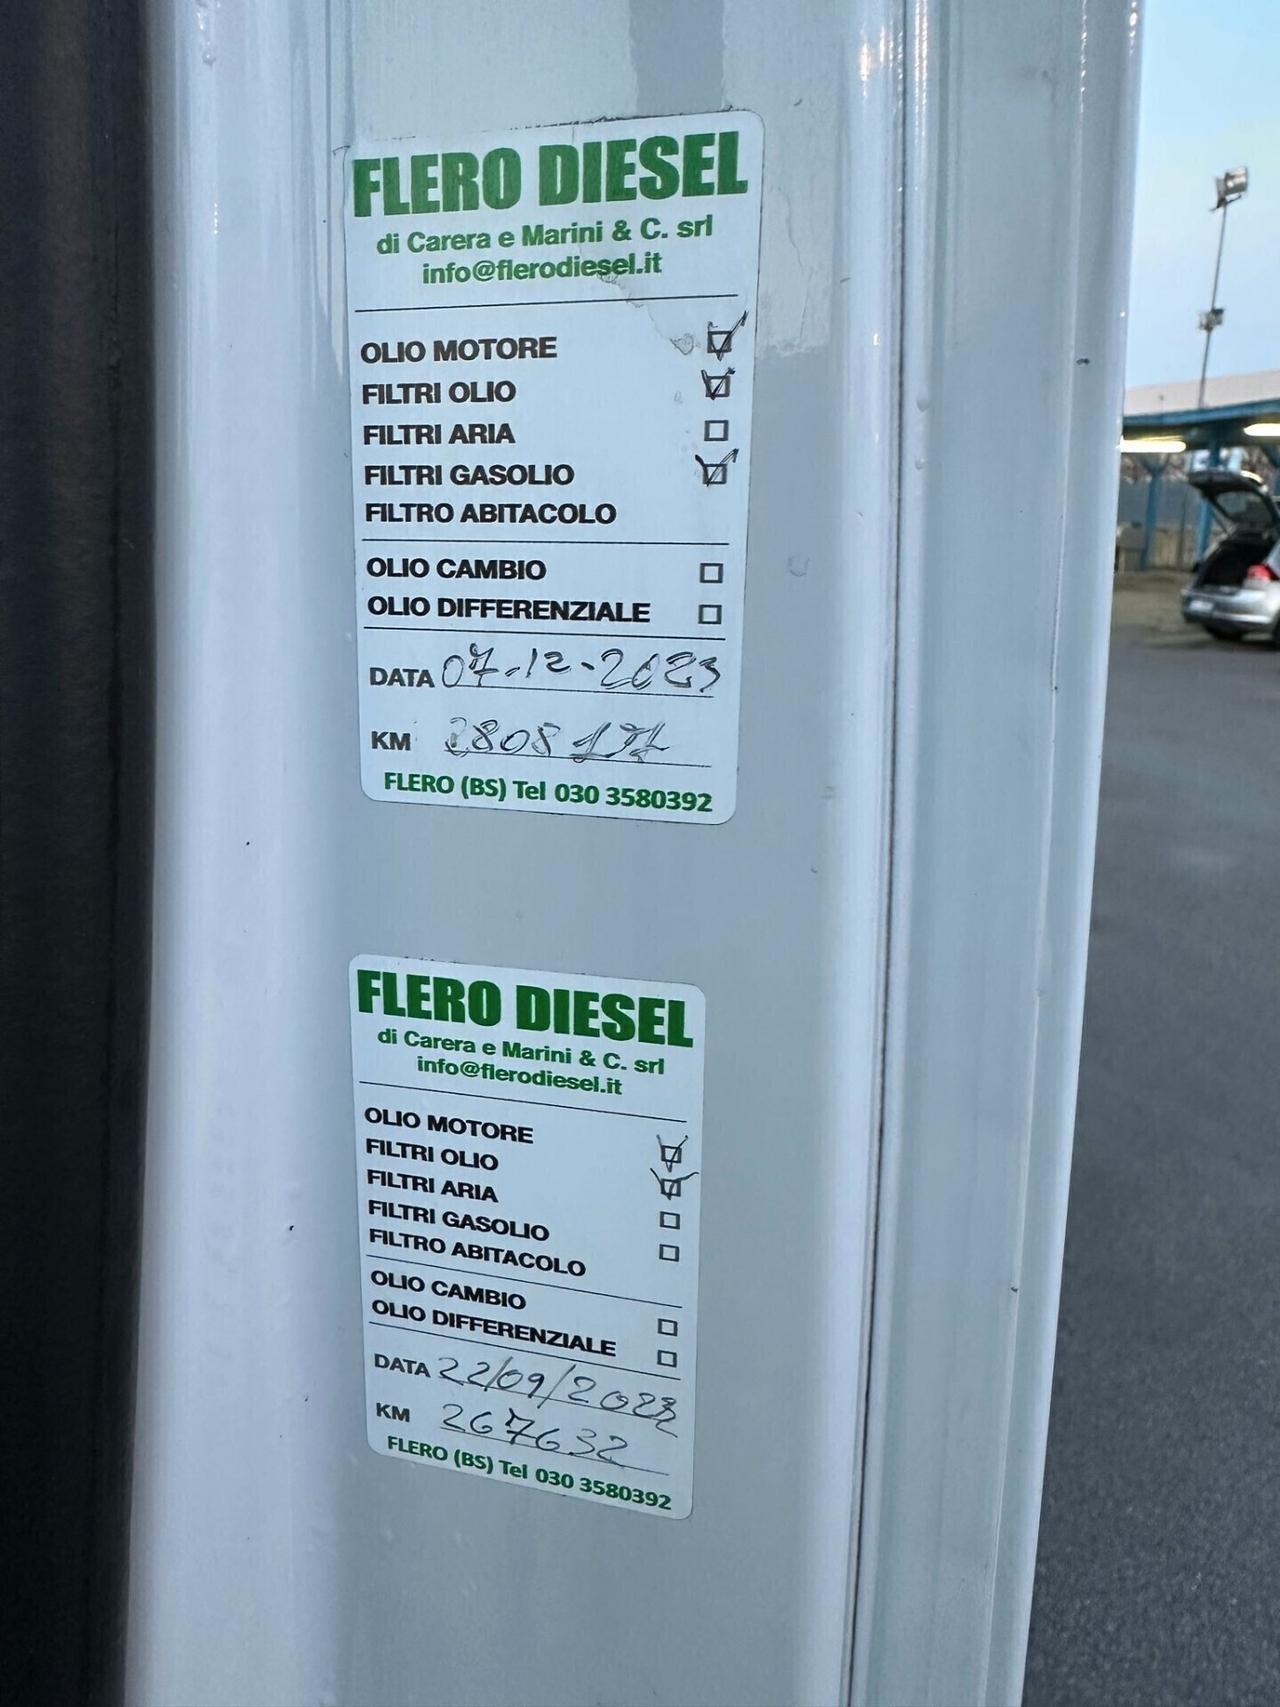 FLERO DIESEL
di Carera e Marini & C. srl
info@flerodiesel.it
OLIO MOTORE
FILTRI OLIO
FILTRI ARIA
FILTRI GASOLIO
FILTRO ABITACOLO
OLIO CAMBIO
OLIO DIFFERENZIALE
DATA 07-12-2023
KM
FLERO (BS) Tel 030 3580392
FLERO DIESEL
di Carera e Marini & C. srl
info@flerodiesel.it
OLIO MOTORE
FILTRI OLIO
FILTRI ARIA
FILTRI GASOLIO
FILTRO ABITACOLO
OLIO CAMBIO
OLIO DIFFERENZIALE
DATA 22/09/2023
KM 267632
FLERO (BS) Tel 030 3580392